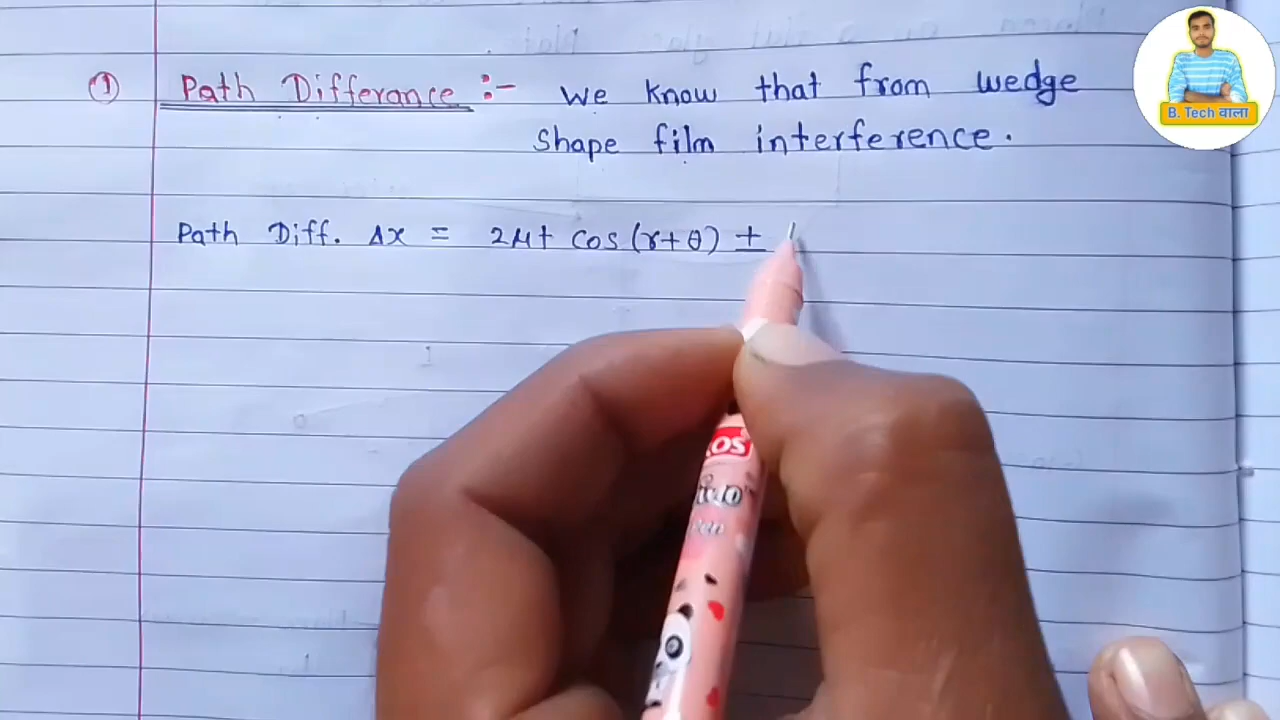 ① Path Differance :- We know that from wedge
shape film interference.
Path Diff. Δx = 2μt cos(r+θ) ±
B. Tech वाला